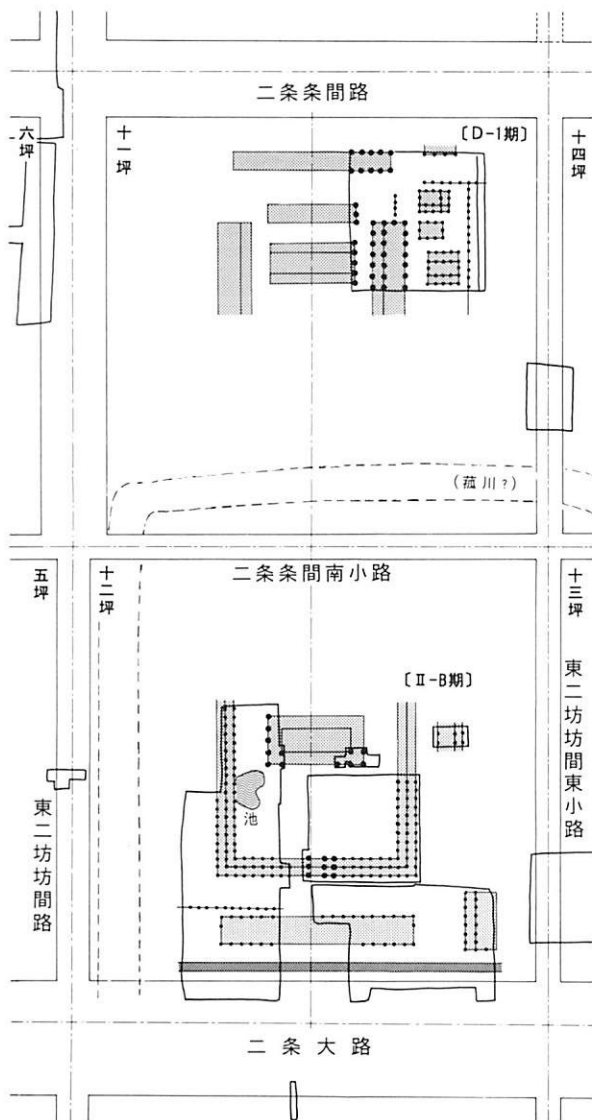 二条条間路
六坪
十一坪
〔D-1期〕
十四坪
(菰川?)
二条条間南小路
五坪
十二坪
十三坪
〔Ⅱ-B期〕
東二坊坊間東小路
池
東二坊坊間路
二条大路